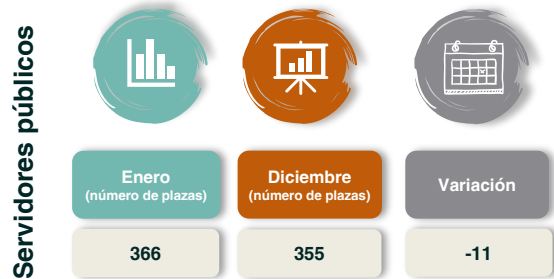 Servidores públicos
Enero
(número de plazas)
Diciembre
(número de plazas)
Variación
366
355
-11